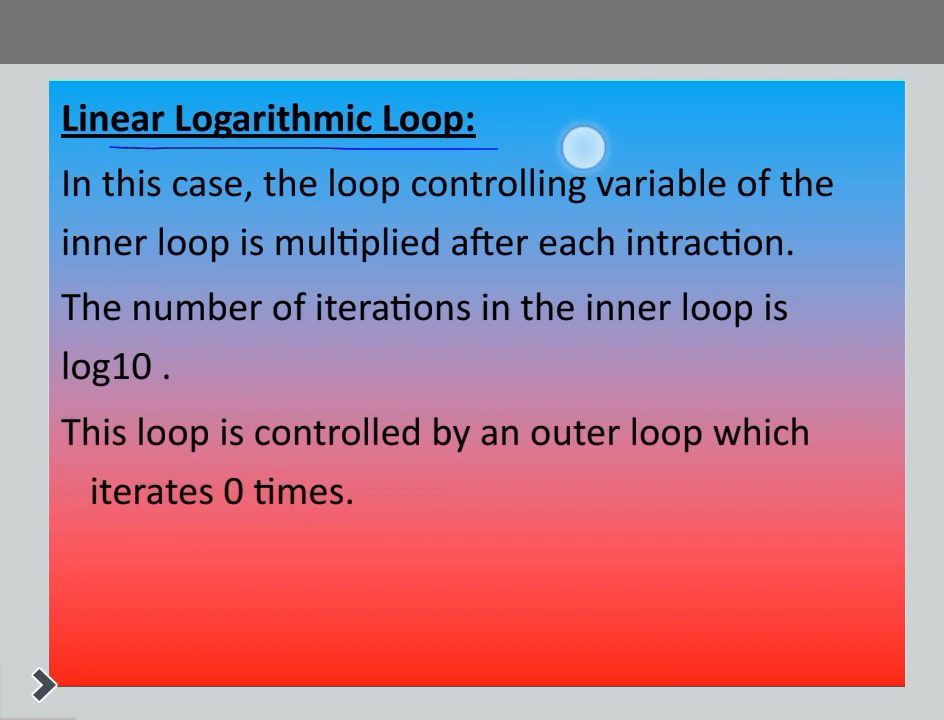 Linear Logarithmic Loop:
In this case, the loop controlling variable of the
inner loop is multiplied after each intraction.
The number of iterations in the inner loop is
log10 .
This loop is controlled by an outer loop which
iterates 0 times.